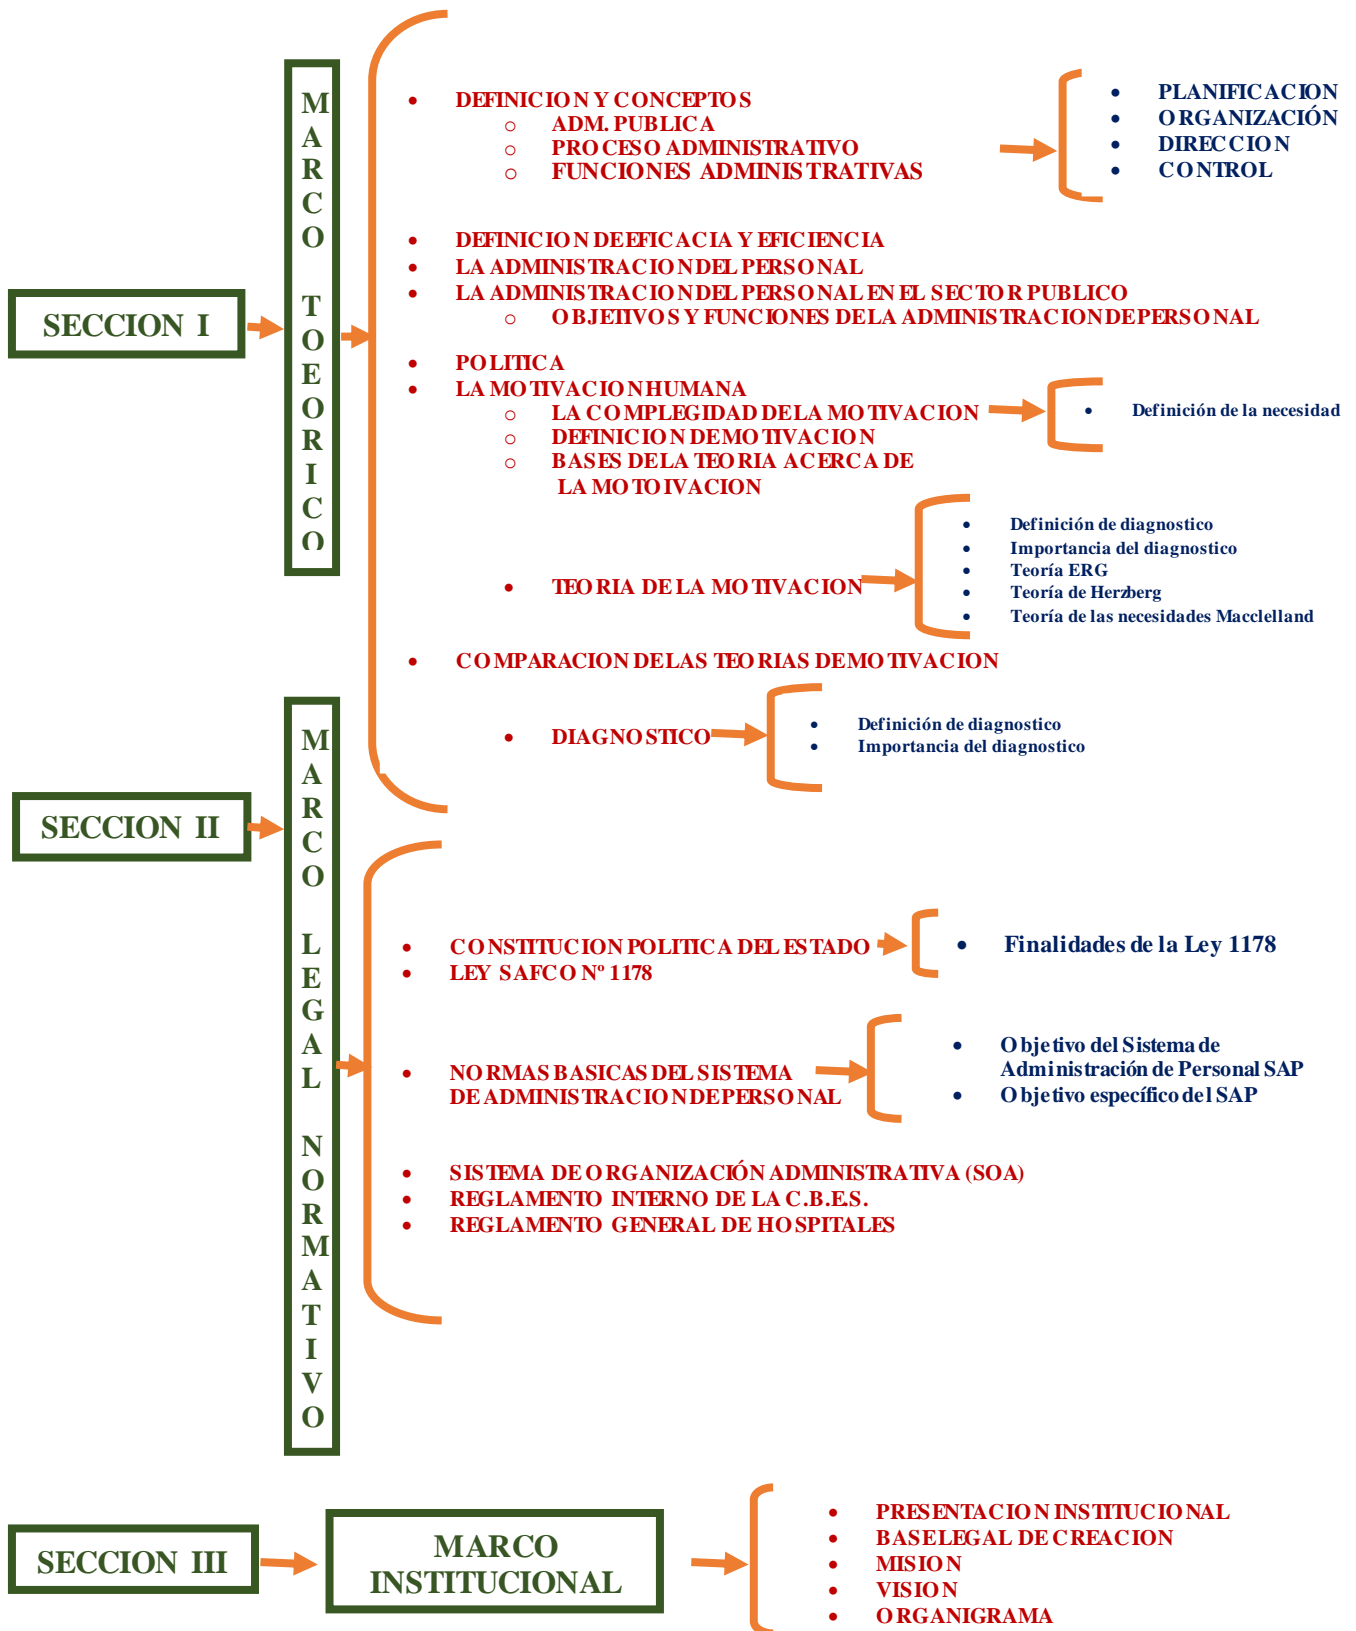 SECCION I
MARCO TOEORICO
• DEFINICION Y CONCEPTOS
○ ADM. PUBLICA
○ PROCESO ADMINISTRATIVO
○ FUNCIONES ADMINISTRATIVAS
• PLANIFICACION
• ORGANIZACIÓN
• DIRECCION
• CONTROL
• DEFINICION DE EFICACIA Y EFICIENCIA
• LA ADMINISTRACION DEL PERSONAL
• LA ADMINISTRACION DEL PERSONAL EN EL SECTOR PUBLICO
○ OBJETIVOS Y FUNCIONES DE LA ADMINISTRACION DE PERSONAL
• POLITICA
• LA MOTIVACION HUMANA
○ LA COMPLEGIDAD DE LA MOTIVACION
• Definición de la necesidad
○ DEFINICION DE MOTIVACION
○ BASES DE LA TEORIA ACERCA DE
LA MOTOIVACION
• TEORIA DE LA MOTIVACION
• Definición de diagnostico
• Importancia del diagnostico
• Teoría ERG
• Teoría de Herzberg
• Teoría de las necesidades Macclelland
• COMPARACION DE LAS TEORIAS DE MOTIVACION
• DIAGNOSTICO
• Definición de diagnostico
• Importancia del diagnostico
SECCION II
MARCO LEGAL NORMATIVO
• CONSTITUCION POLITICA DEL ESTADO
• Finalidades de la Ley 1178
• LEY SAFCO Nº 1178
• NORMAS BASICAS DEL SISTEMA
DE ADMINISTRACION DE PERSONAL
• Objetivo del Sistema de
Administración de Personal SAP
• Objetivo específico del SAP
• SISTEMA DE ORGANIZACIÓN ADMINISTRATIVA (SOA)
• REGLAMENTO INTERNO DE LA C.B.E.S.
• REGLAMENTO GENERAL DE HOSPITALES
SECCION III
MARCO
INSTITUCIONAL
• PRESENTACION INSTITUCIONAL
• BASE LEGAL DE CREACION
• MISION
• VISION
• ORGANIGRAMA